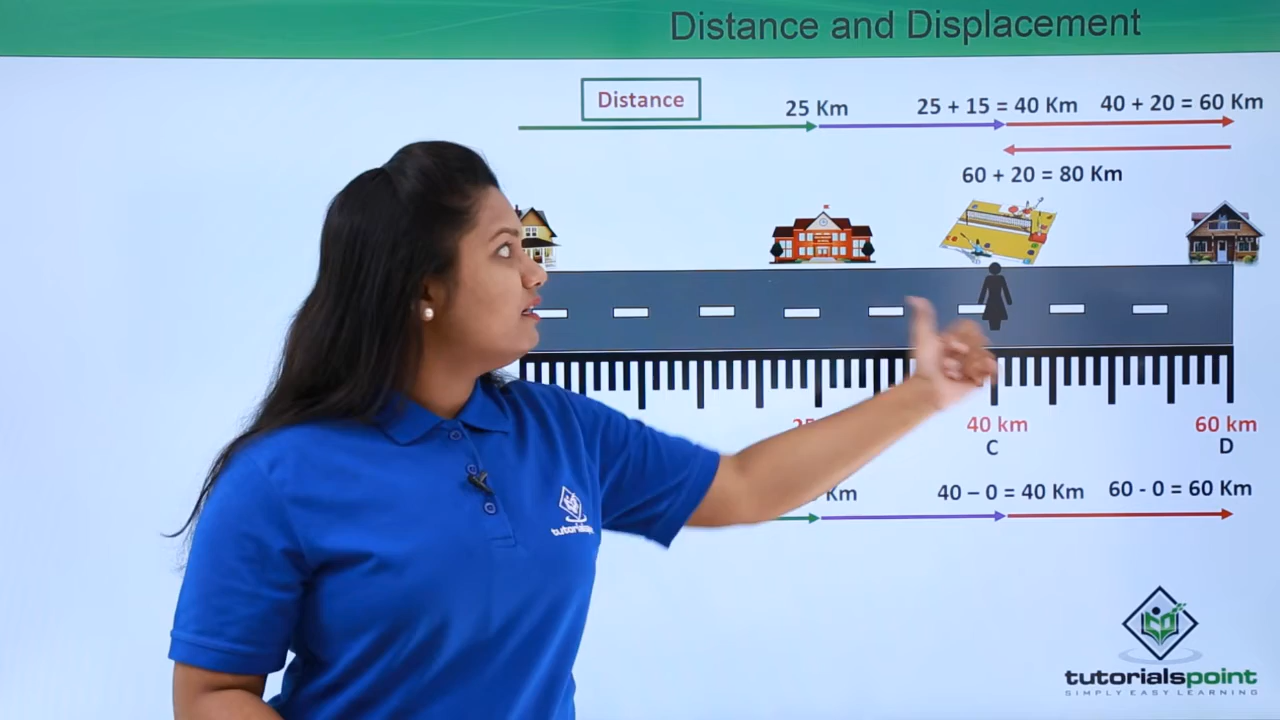 Distance and Displacement
Distance
25 Km
25 + 15 = 40 Km
40 + 20 = 60 Km
60 + 20 = 80 Km
40 km
60 km
C
D
Km
40 – 0 = 40 Km
60 - 0 = 60 Km
tutorialspoint
SIMPLY EASY LEARNING